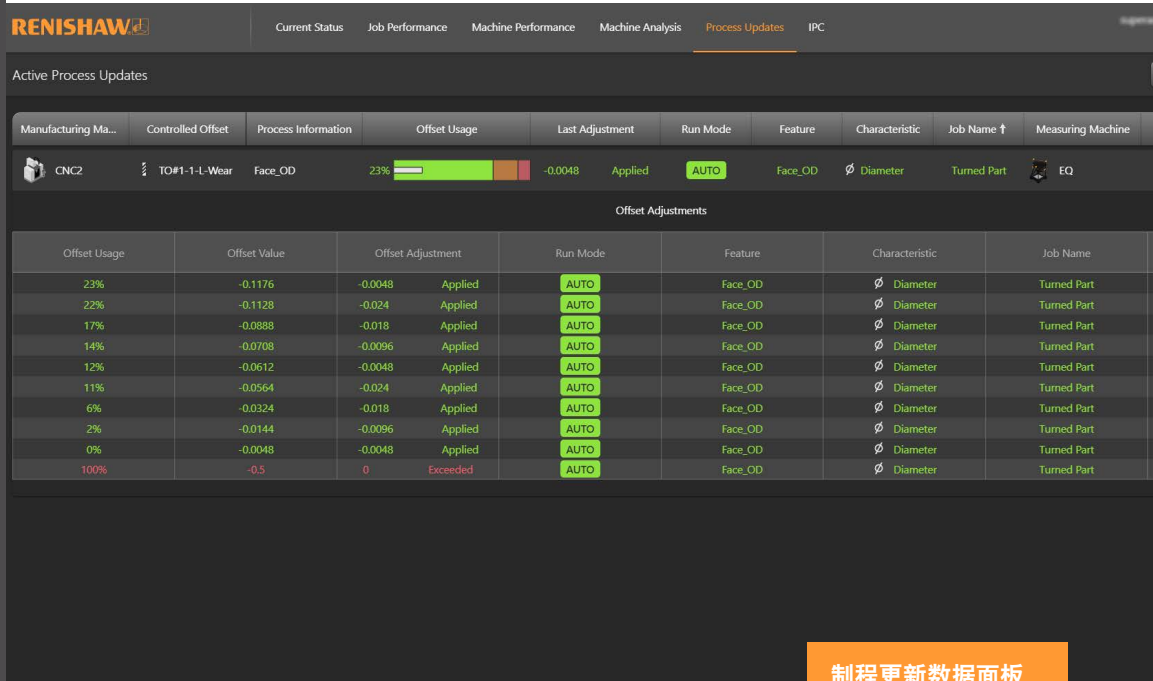 RENISHAW
Current Status Job Performance Machine Performance Machine Analysis Process Updates IPC
Active Process Updates
Manufacturing Ma... Controlled Offset Process Information Offset Usage Last Adjustment Run Mode Feature Characteristic Job Name ↑ Measuring Machine
CNC2 TO#1-1-L-Wear Face_OD 23% -0.0048 Applied AUTO Face_OD Ø Diameter Turned Part EQ
Offset Adjustments
Offset Usage Offset Value Offset Adjustment Run Mode Feature Characteristic Job Name
23% -0.1176 -0.0048 Applied AUTO Face_OD Ø Diameter Turned Part
22% -0.1128 -0.024 Applied AUTO Face_OD Ø Diameter Turned Part
17% -0.0888 -0.018 Applied AUTO Face_OD Ø Diameter Turned Part
14% -0.0708 -0.0096 Applied AUTO Face_OD Ø Diameter Turned Part
12% -0.0612 -0.0048 Applied AUTO Face_OD Ø Diameter Turned Part
11% -0.0564 -0.024 Applied AUTO Face_OD Ø Diameter Turned Part
6% -0.0324 -0.018 Applied AUTO Face_OD Ø Diameter Turned Part
2% -0.0144 -0.0096 Applied AUTO Face_OD Ø Diameter Turned Part
0% -0.0048 -0.0048 Applied AUTO Face_OD Ø Diameter Turned Part
100% -0.5 0 Exceeded AUTO Face_OD Ø Diameter Turned Part
制程更新数据面板